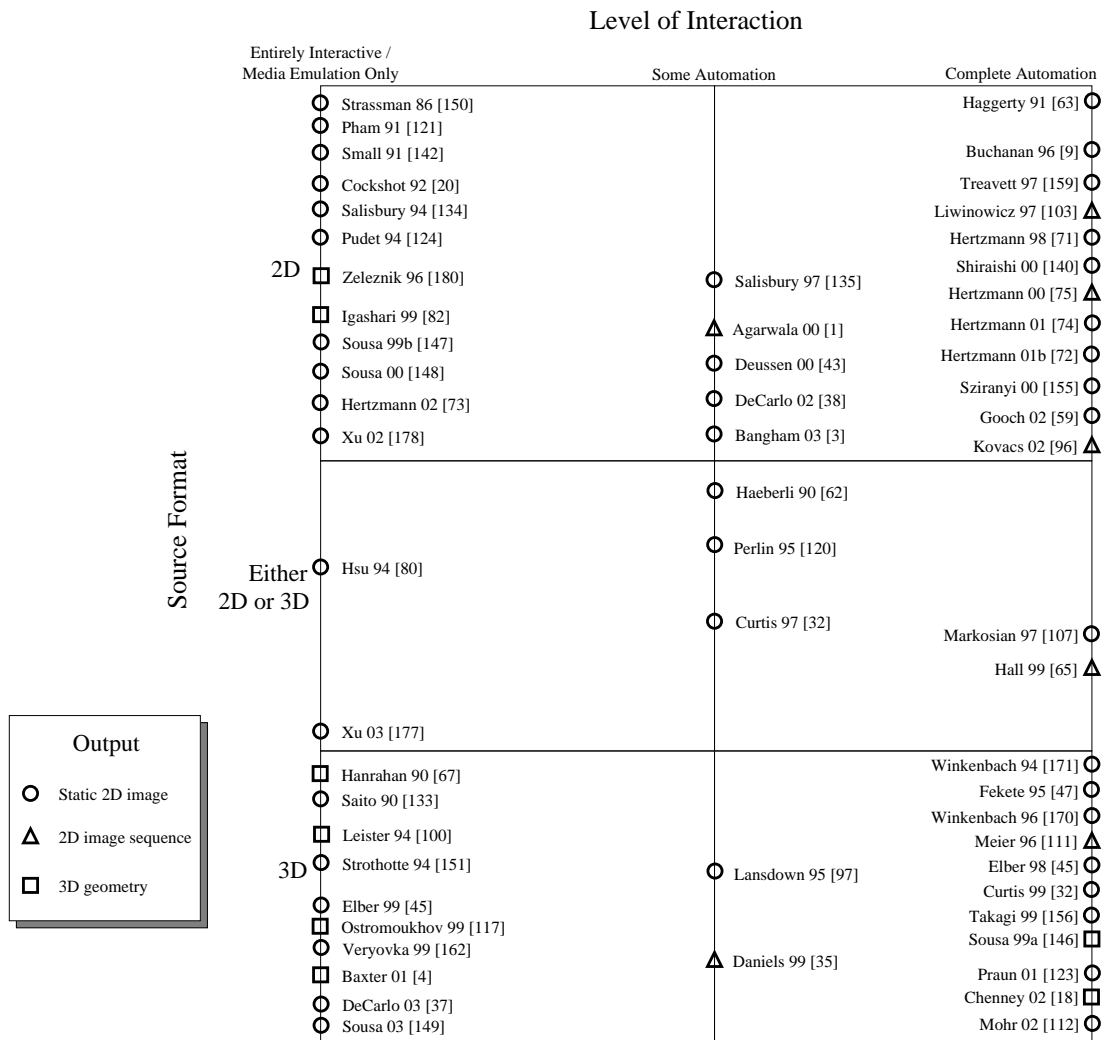 Level of Interaction
Entirely Interactive /
Media Emulation Only
Some Automation
Complete Automation
Source Format
2D
Strassman 86 [150]
Pham 91 [121]
Small 91 [142]
Cockshot 92 [20]
Salisbury 94 [134]
Pudet 94 [124]
Zeleznik 96 [180]
Igashari 99 [82]
Sousa 99b [147]
Sousa 00 [148]
Hertzmann 02 [73]
Xu 02 [178]
Salisbury 97 [135]
Agarwala 00 [1]
Deussen 00 [43]
DeCarlo 02 [38]
Bangham 03 [3]
Haggerty 91 [63]
Buchanan 96 [9]
Treavett 97 [159]
Liwinowicz 97 [103]
Hertzmann 98 [71]
Shiraishi 00 [140]
Hertzmann 00 [75]
Hertzmann 01 [74]
Hertzmann 01b [72]
Sziranyi 00 [155]
Gooch 02 [59]
Kovacs 02 [96]
Either
2D or 3D
Hsu 94 [80]
Xu 03 [177]
Haeberli 90 [62]
Perlin 95 [120]
Curtis 97 [32]
Markosian 97 [107]
Hall 99 [65]
3D
Hanrahan 90 [67]
Saito 90 [133]
Leister 94 [100]
Strothotte 94 [151]
Elber 99 [45]
Ostromoukhov 99 [117]
Veryovka 99 [162]
Baxter 01 [4]
DeCarlo 03 [37]
Sousa 03 [149]
Lansdown 95 [97]
Daniels 99 [35]
Winkenbach 94 [171]
Fekete 95 [47]
Winkenbach 96 [170]
Meier 96 [111]
Elber 98 [45]
Curtis 99 [32]
Takagi 99 [156]
Sousa 99a [146]
Praun 01 [123]
Chenney 02 [18]
Mohr 02 [112]
Output
Static 2D image
2D image sequence
3D geometry